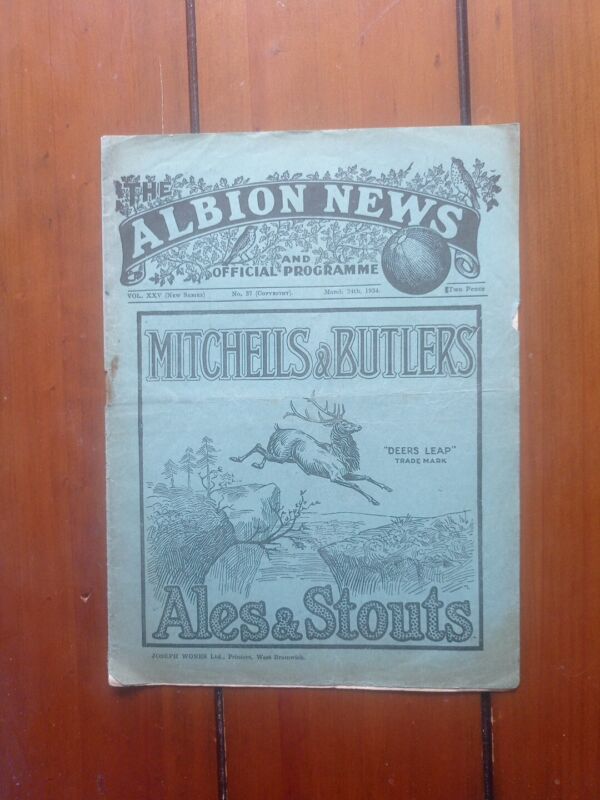 THE
ALBION NEWS
AND
OFFICIAL PROGRAMME
VOL. XXV (New Series) No. 37 (Copyright). March 24th, 1934. Two Pence
MITCHELLS & BUTLERS'
"DEERS LEAP"
TRADE MARK
Ales & Stouts
JOSEPH WONES Ltd., Printers, West Bromwich.